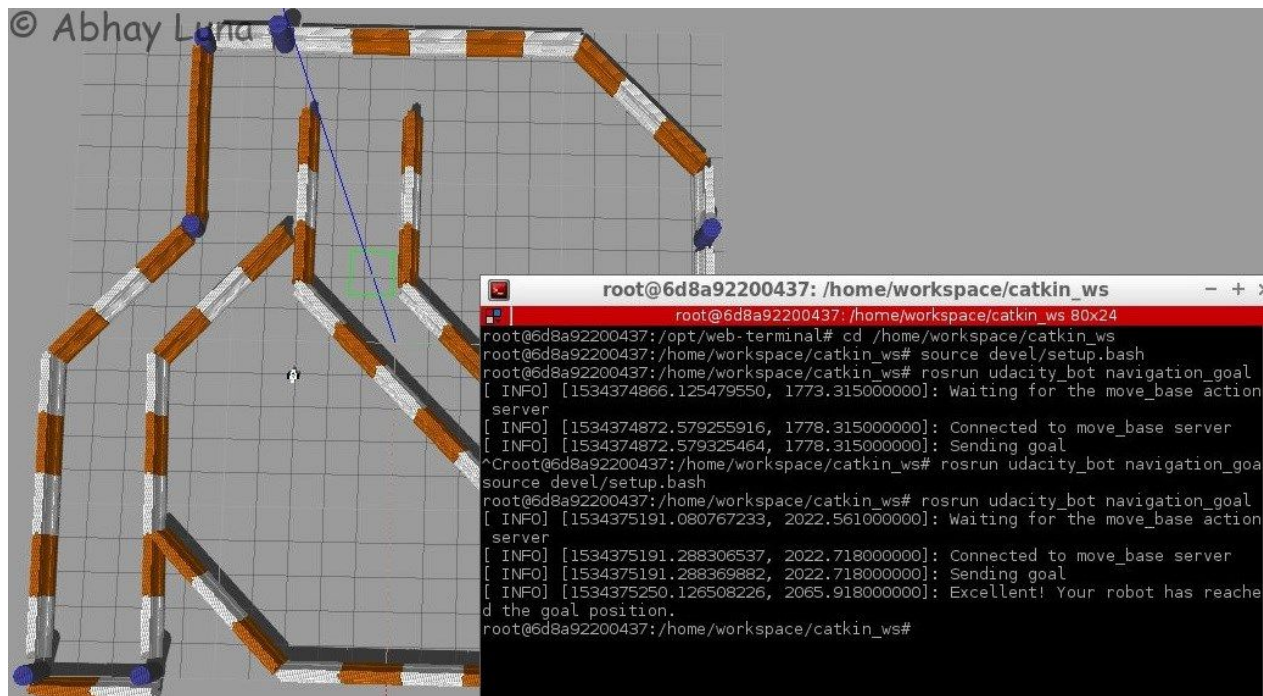 © Abhay Luna
root@6d8a92200437: /home/workspace/catkin_ws
root@6d8a92200437: /home/workspace/catkin_ws 80x24
root@6d8a92200437:/opt/web-terminal# cd /home/workspace/catkin_ws
root@6d8a92200437:/home/workspace/catkin_ws# source devel/setup.bash
root@6d8a92200437:/home/workspace/catkin_ws# rosrun udacity_bot navigation_goal
[ INFO] [1534374866.125479550, 1773.315000000]: Waiting for the move_base action
 server
[ INFO] [1534374872.579255916, 1778.315000000]: Connected to move_base server
[ INFO] [1534374872.579325464, 1778.315000000]: Sending goal
^Croot@6d8a92200437:/home/workspace/catkin_ws# rosrun udacity_bot navigation_goa
source devel/setup.bash
root@6d8a92200437:/home/workspace/catkin_ws# rosrun udacity_bot navigation_goal
[ INFO] [1534375191.080767233, 2022.561000000]: Waiting for the move_base action
 server
[ INFO] [1534375191.288306537, 2022.718000000]: Connected to move_base server
[ INFO] [1534375191.288369882, 2022.718000000]: Sending goal
[ INFO] [1534375250.126508226, 2065.918000000]: Excellent! Your robot has reache
d the goal position.
root@6d8a92200437:/home/workspace/catkin_ws#